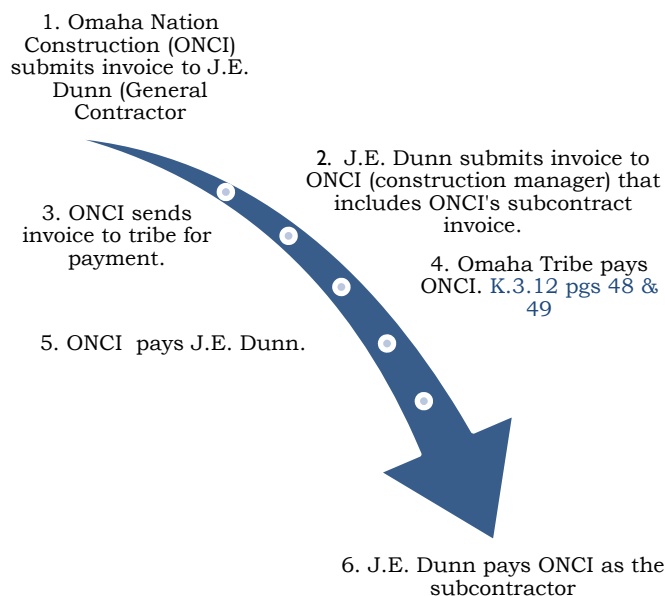 1. Omaha Nation
Construction (ONCI)
submits invoice to J.E.
Dunn (General
Contractor
2. J.E. Dunn submits invoice to
ONCI (construction manager) that
includes ONCI's subcontract
invoice.
3. ONCI sends
invoice to tribe for
payment.
4. Omaha Tribe pays
ONCI. K.3.12 pgs 48 &
49
5. ONCI pays J.E. Dunn.
6. J.E. Dunn pays ONCI as the
subcontractor